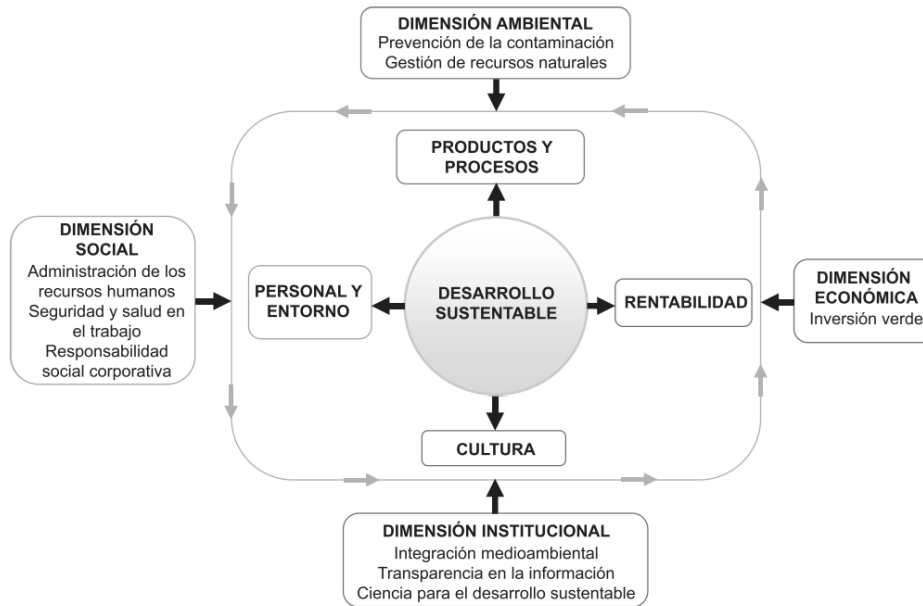 DIMENSIÓN AMBIENTAL
Prevención de la contaminación
Gestión de recursos naturales
PRODUCTOS Y
PROCESOS
DIMENSIÓN
SOCIAL
Administración de los
recursos humanos
Seguridad y salud en
el trabajo
Responsabilidad
social corporativa
PERSONAL Y
ENTORNO
DESARROLLO
SUSTENTABLE
RENTABILIDAD
DIMENSIÓN
ECONÓMICA
Inversión verde
CULTURA
DIMENSIÓN INSTITUCIONAL
Integración medioambiental
Transparencia en la información
Ciencia para el desarrollo sustentable